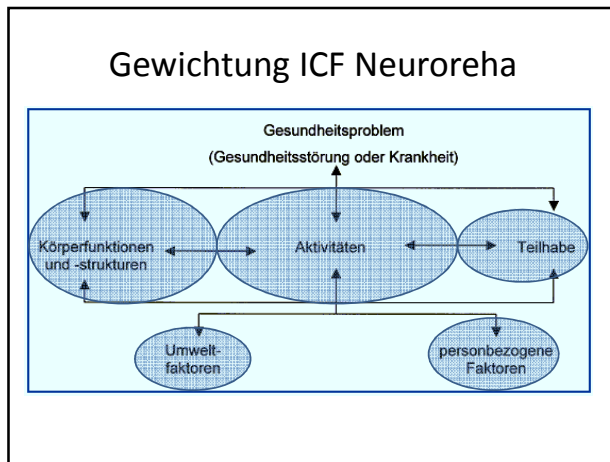 Gewichtung ICF Neuroreha
Gesundheitsproblem
(Gesundheitsstörung oder Krankheit)
Körperfunktionen
und -strukturen
Aktivitäten
Teilhabe
Umwelt-
faktoren
personbezogene
Faktoren